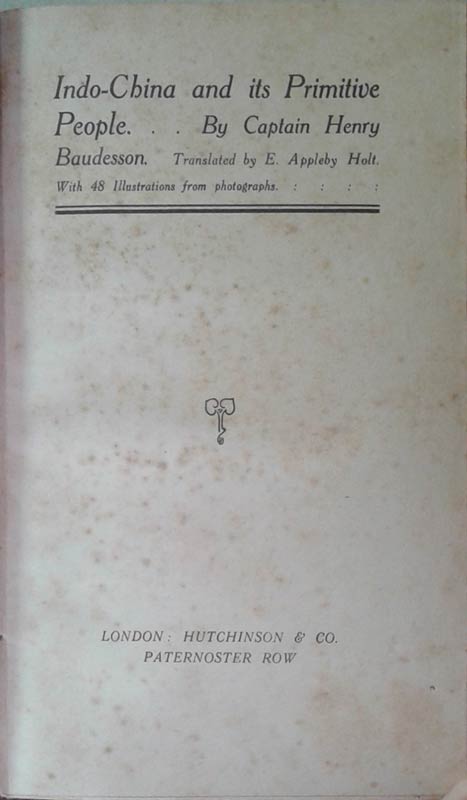 Indo-China and its Primitive
People. . . By Captain Henry
Baudesson. Translated by E. Appleby Holt.
With 48 Illustrations from photographs. : : : :
LONDON: HUTCHINSON & CO.
PATERNOSTER ROW